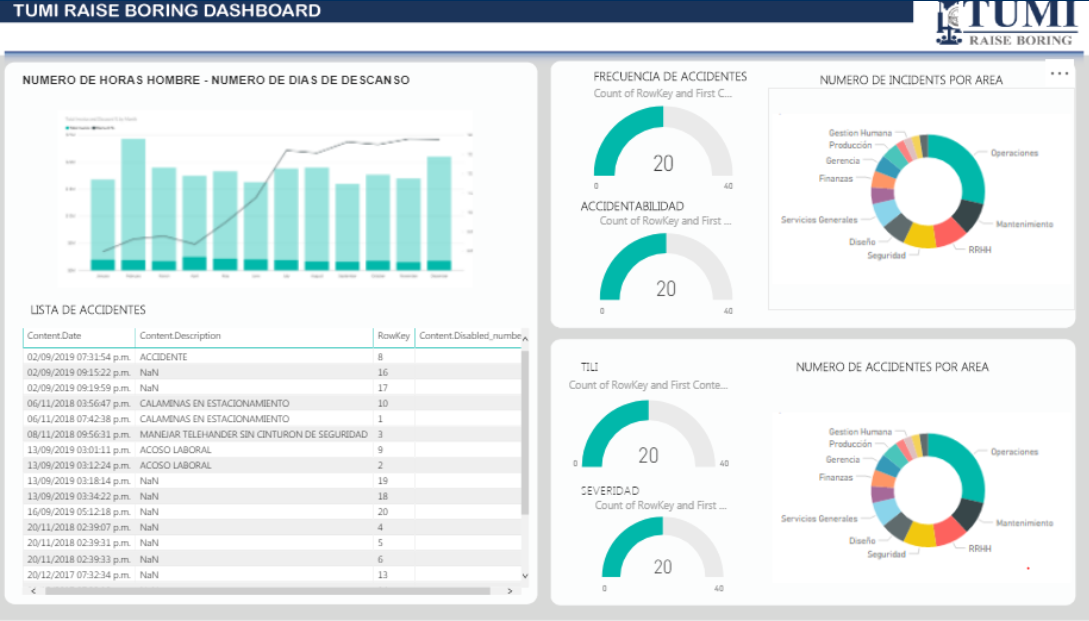 TUMI RAISE BORING DASHBOARD
TUMI
RAISE BORING
NUMERO DE HORAS HOMBRE - NUMERO DE DIAS DE DESCANSO
LISTA DE ACCIDENTES
Content.Date Content.Description RowKey Content.Disabled_numbe
02/09/2019 07:31:54 p.m. ACCIDENTE 8
02/09/2019 09:15:22 p.m. NaN 16
02/09/2019 09:19:59 p.m. NaN 17
06/11/2018 03:56:47 p.m. CALAMINAS EN ESTACIONAMIENTO 10
06/11/2018 07:42:38 p.m. CALAMINAS EN ESTACIONAMIENTO 1
08/11/2018 09:56:31 p.m. MANEJAR TELEHANDER SIN CINTURON DE SEGURIDAD 3
13/09/2019 03:01:11 p.m. ACOSO LABORAL 9
13/09/2019 03:12:24 p.m. ACOSO LABORAL 2
13/09/2019 03:18:14 p.m. NaN 19
13/09/2019 03:34:22 p.m. NaN 18
16/09/2019 05:12:18 p.m. NaN 20
20/11/2018 02:39:07 p.m. NaN 4
20/11/2018 02:39:31 p.m. NaN 5
20/11/2018 02:39:33 p.m. NaN 6
20/12/2017 07:32:34 p.m. NaN 13
FRECUENCIA DE ACCIDENTES
Count of RowKey and First C...
20
0 40
ACCIDENTABILIDAD
Count of RowKey and First ...
20
0 40
NUMERO DE INCIDENTS POR AREA
Gestion Humana
Producción
Gerencia
Finanzas
Servicios Generales
Diseño
Seguridad
RRHH
Mantenimiento
Operaciones
TILI
Count of RowKey and First Conte...
20
0 40
SEVERIDAD
Count of RowKey and First ...
20
0 40
NUMERO DE ACCIDENTES POR AREA
Gestion Humana
Producción
Gerencia
Finanzas
Servicios Generales
Diseño
Seguridad
RRHH
Mantenimiento
Operaciones